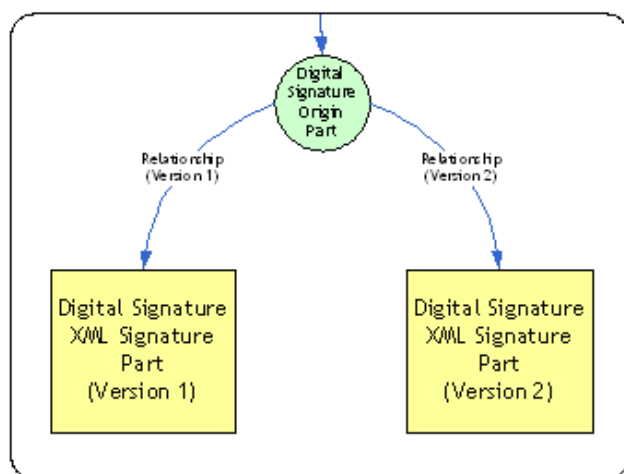 Digital
Signature
Origin
Part
Relationship
(Version 1)
Relationship
(Version 2)
Digital Signature
XML Signature
Part
(Version 1)
Digital Signature
XML Signature
Part
(Version 2)